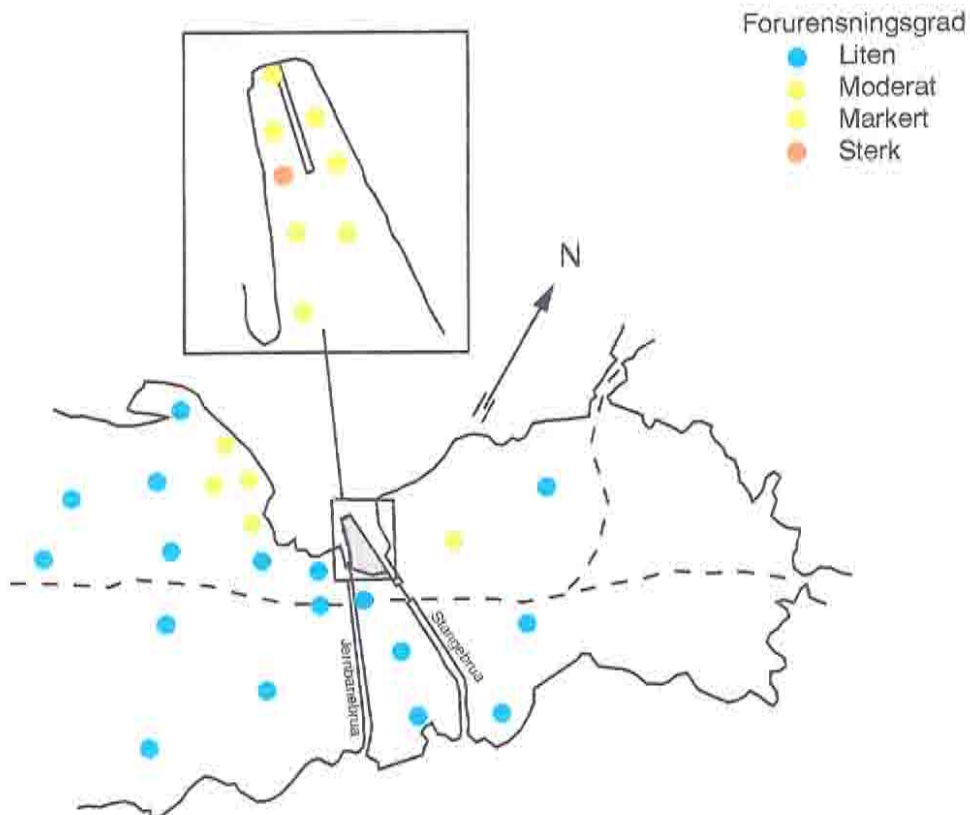 Forurensningsgrad
Liten
Moderat
Markert
Sterk
N
Jernbanebrua
Stangebrua